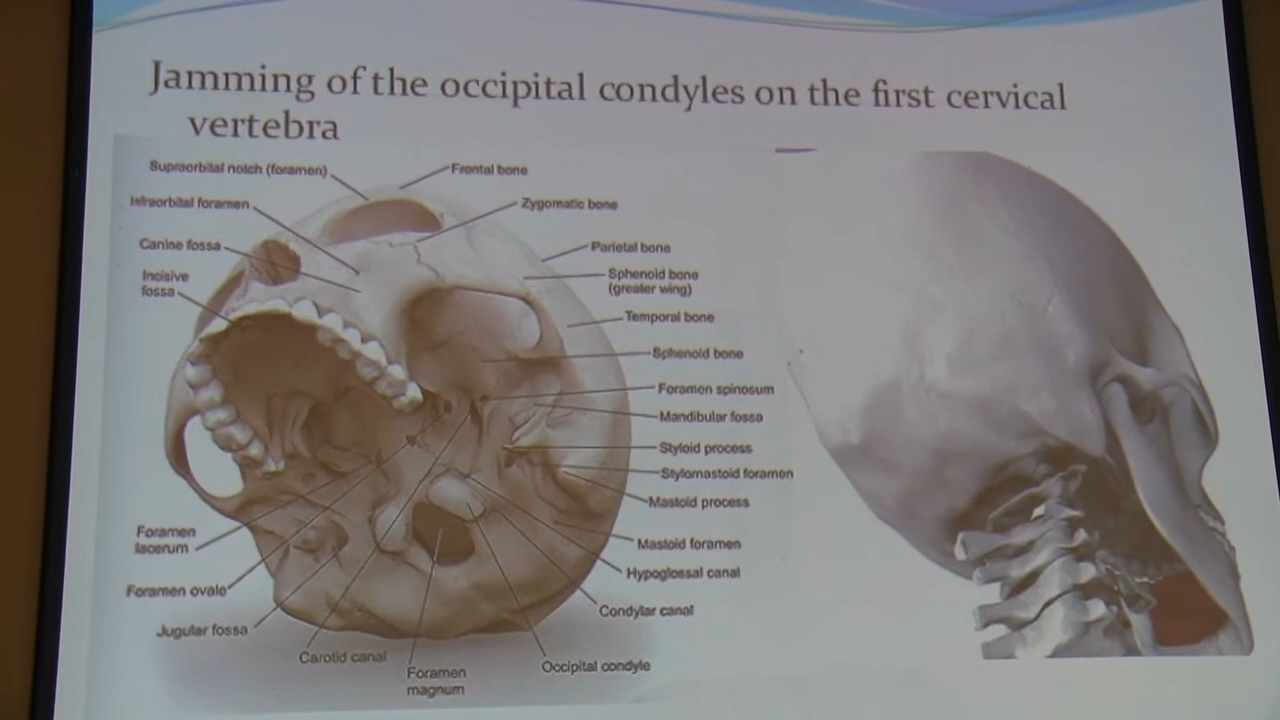 Jamming of the occipital condyles on the first cervical
vertebra
Supraorbital notch (foramen)
Frontal bone
Infraorbital foramen
Zygomatic bone
Canine fossa
Parietal bone
Incisive
fossa
Sphenoid bone
(greater wing)
Temporal bone
Sphenoid bone
Foramen spinosum
Mandibular fossa
Styloid process
Stylomastoid foramen
Mastoid process
Foramen
lacerum
Mastoid foramen
Hypoglossal canal
Foramen ovale
Condylar canal
Jugular fossa
Carotid canal
Occipital condyle
Foramen
magnum